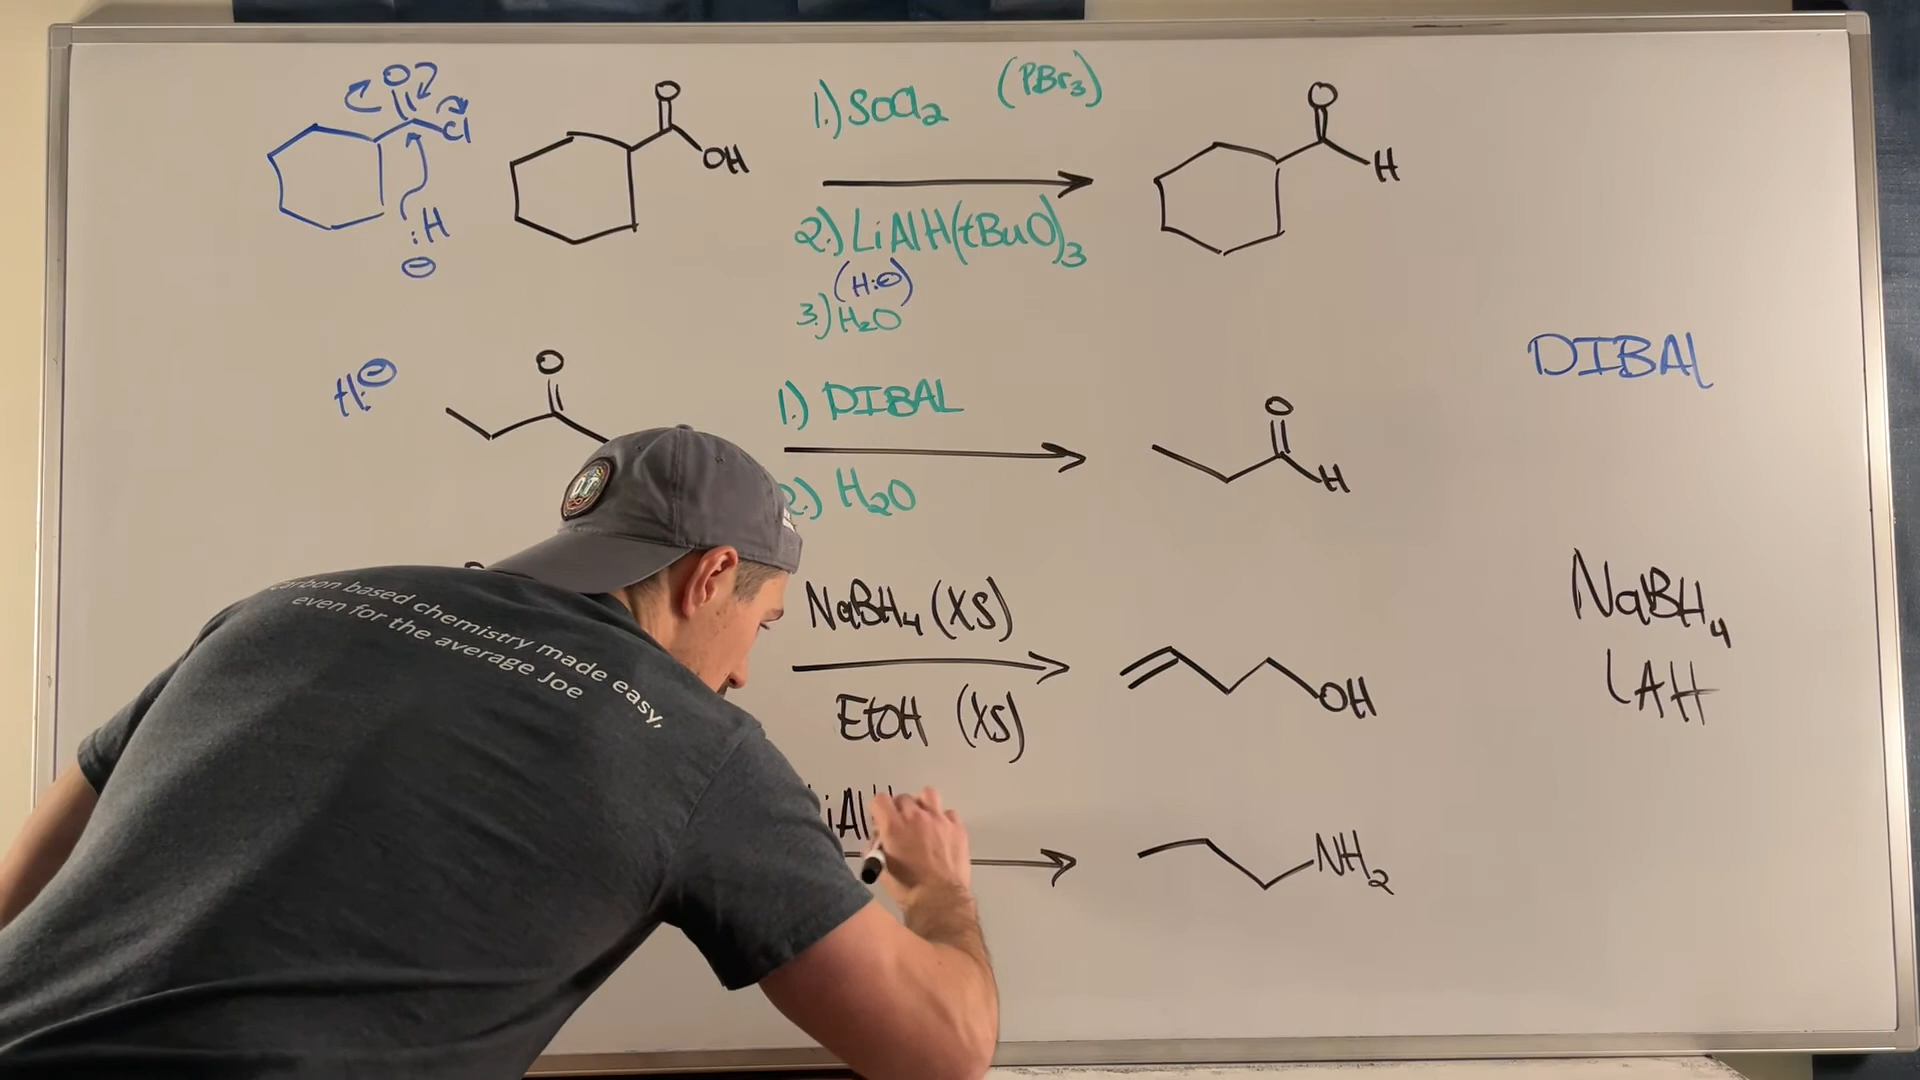 O
Cl
:H
⊖
O
OH
1.) SOCl2 (PBr3)
2.) LiAlH(tBuO)3
(H:⊖)
3.) H2O
O
H
H:⊖
O
1.) DIBAL
2.) H2O
O
H
DIBAl
NaBH4 (XS)
EtOH (XS)
OH
NaBH4
LAH
iAlH
NH2
carbon based chemistry made easy,
even for the average Joe